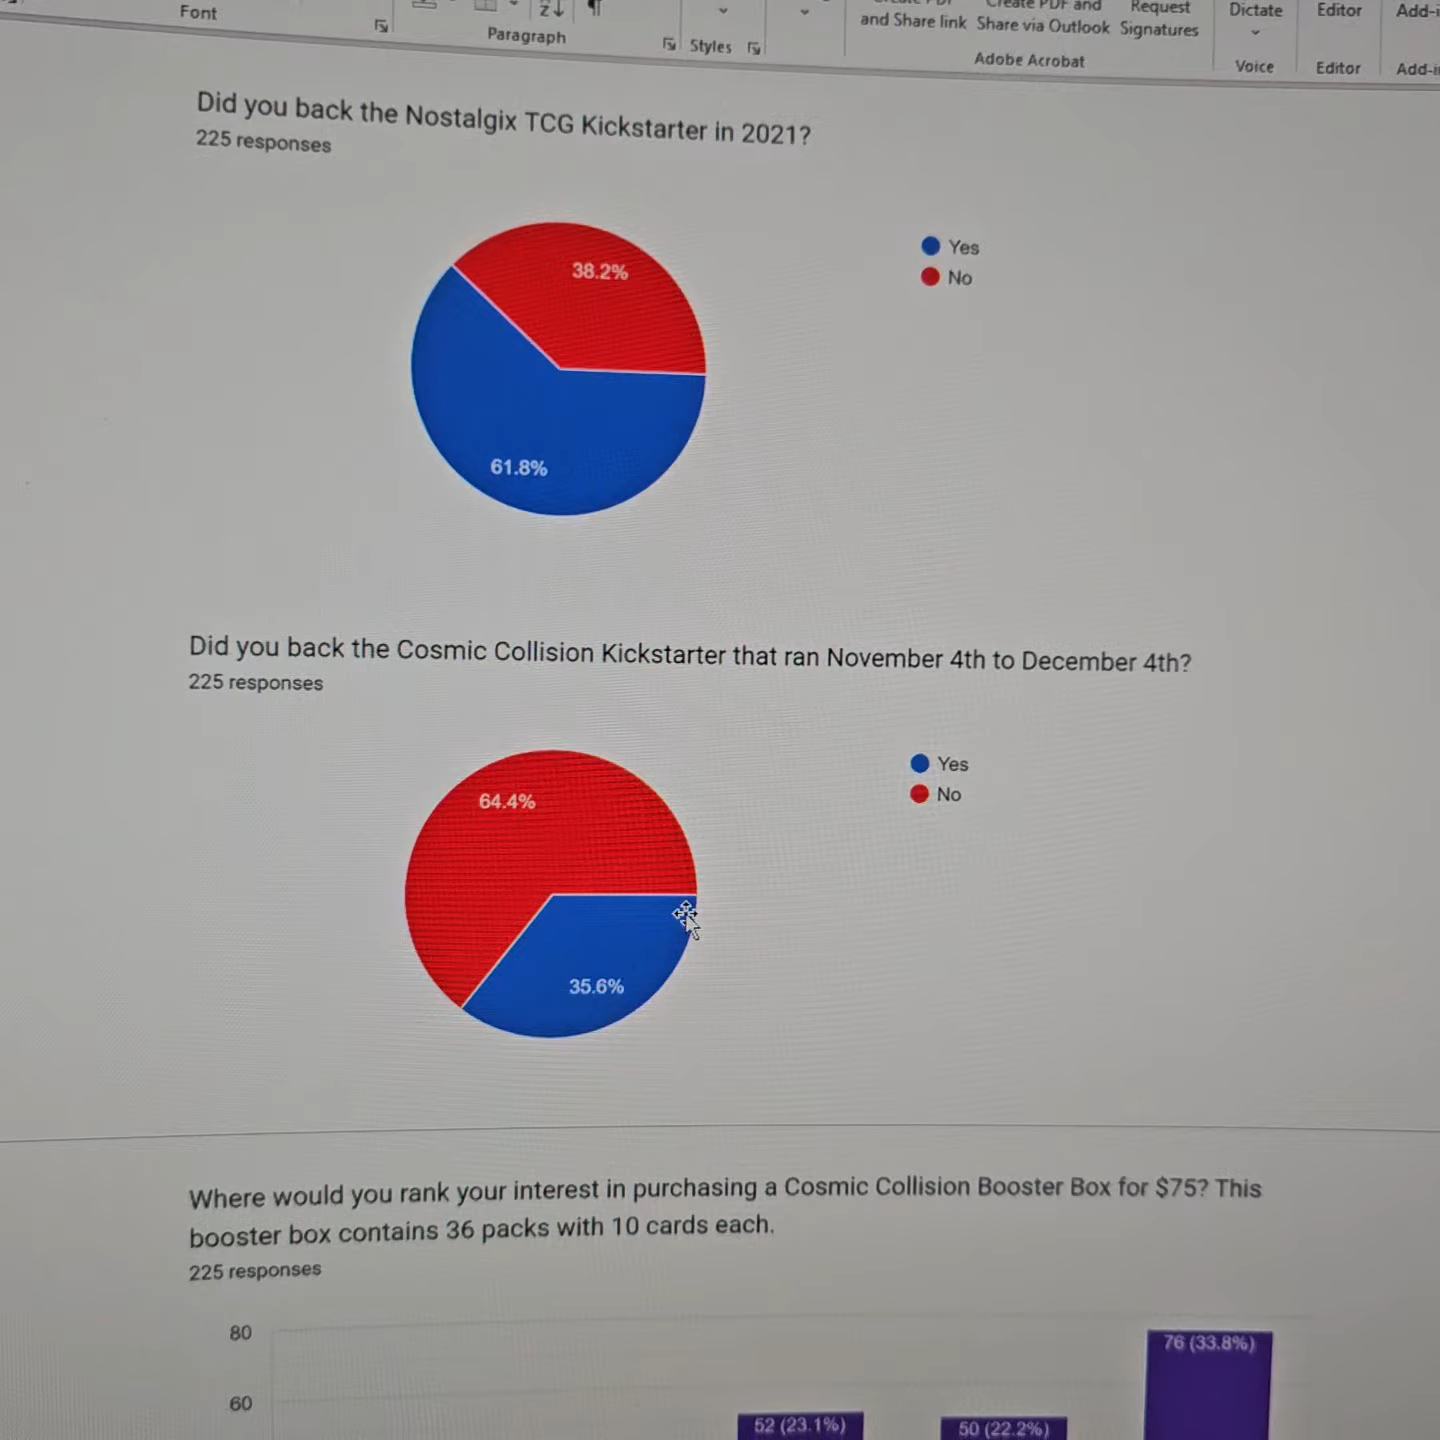 Font
Paragraph
Styles
and Share link
Create PDF and
Share via Outlook
Request
Signatures
Adobe Acrobat
Dictate
Voice
Editor
Editor
Did you back the Nostalgix TCG Kickstarter in 2021?
225 responses
38.2%
61.8%
Yes
No
Did you back the Cosmic Collision Kickstarter that ran November 4th to December 4th?
225 responses
64.4%
35.6%
Yes
No
Where would you rank your interest in purchasing a Cosmic Collision Booster Box for $75? This
booster box contains 36 packs with 10 cards each.
225 responses
80
60
52 (23.1%)
50 (22.2%)
76 (33.8%)